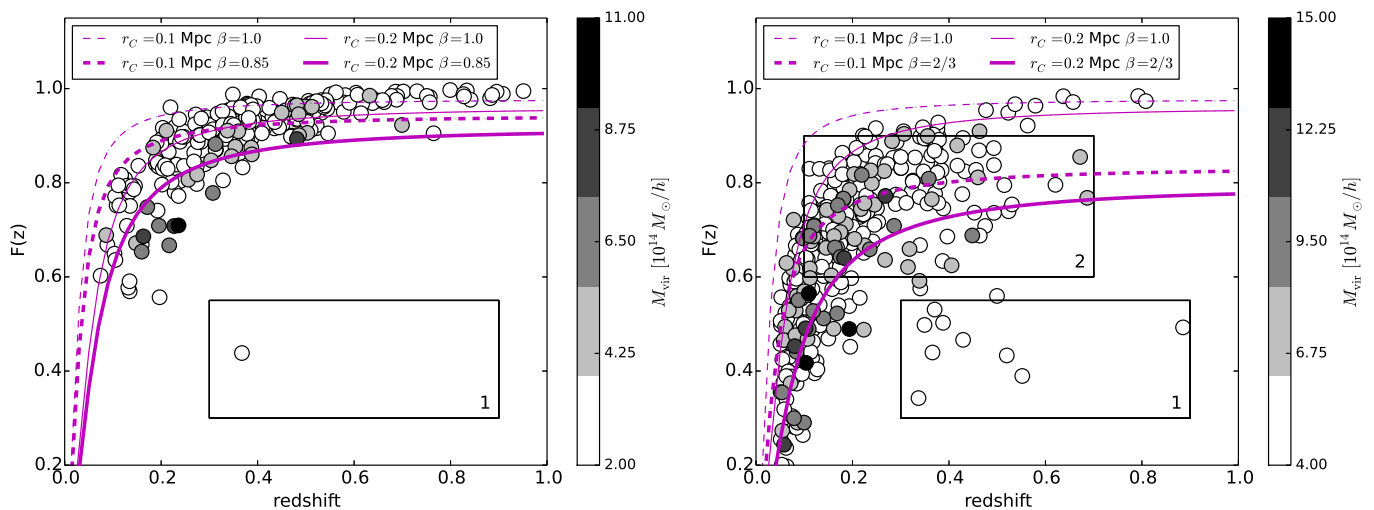 r_C =0.1 Mpc β=1.0 r_C =0.2 Mpc β=1.0
r_C =0.1 Mpc β=0.85 r_C =0.2 Mpc β=0.85
F(z)
1.0
0.8
0.6
0.4
0.2
0.0 0.2 0.4 0.6 0.8 1.0
redshift
1
11.00
8.75
6.50
4.25
2.00
M_vir [10^14 M_⊙/h]
r_C =0.1 Mpc β=1.0 r_C =0.2 Mpc β=1.0
r_C =0.1 Mpc β=2/3 r_C =0.2 Mpc β=2/3
F(z)
1.0
0.8
0.6
0.4
0.2
0.0 0.2 0.4 0.6 0.8 1.0
redshift
2
1
15.00
12.25
9.50
6.75
4.00
M_vir [10^14 M_⊙/h]